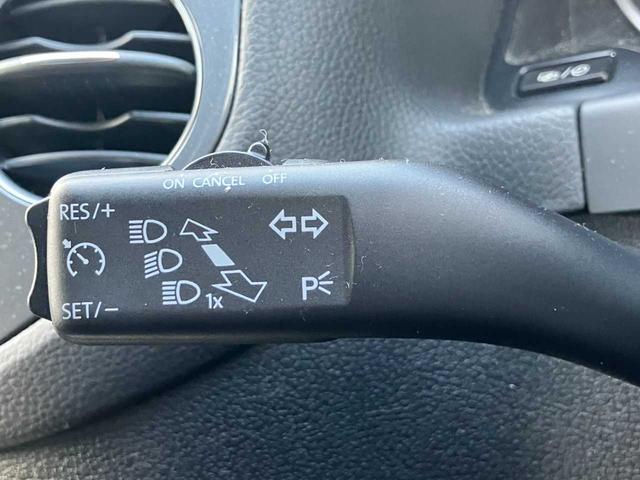 ON CANCEL OFF
RES/+
SET/−
1x
P